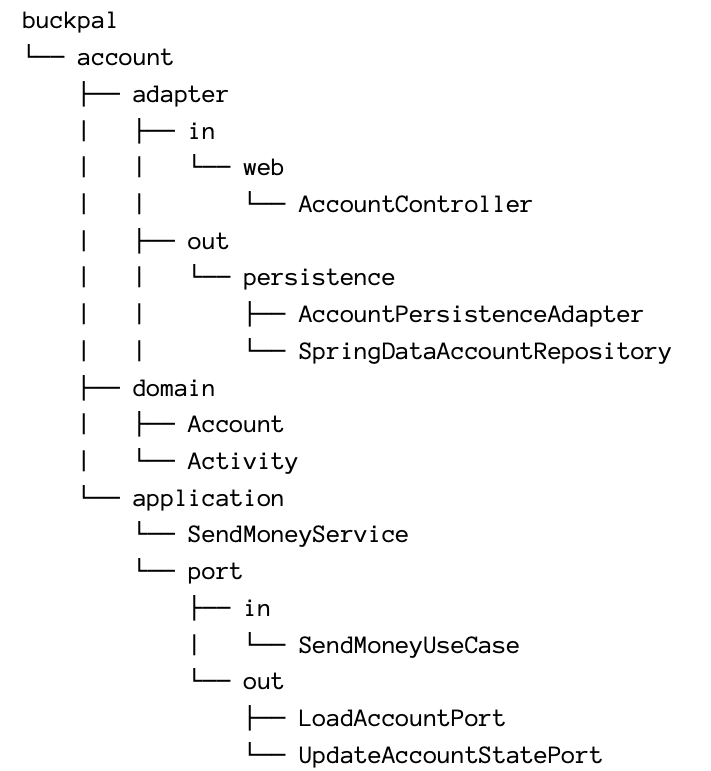 buckpal
└── account
    ├── adapter
    |   ├── in
    |   |   └── web
    |   |       └── AccountController
    |   ├── out
    |   |   └── persistence
    |   |       ├── AccountPersistenceAdapter
    |   |       └── SpringDataAccountRepository
    ├── domain
    |   ├── Account
    |   └── Activity
    └── application
        └── SendMoneyService
        └── port
            ├── in
            |   └── SendMoneyUseCase
            └── out
                ├── LoadAccountPort
                └── UpdateAccountStatePort